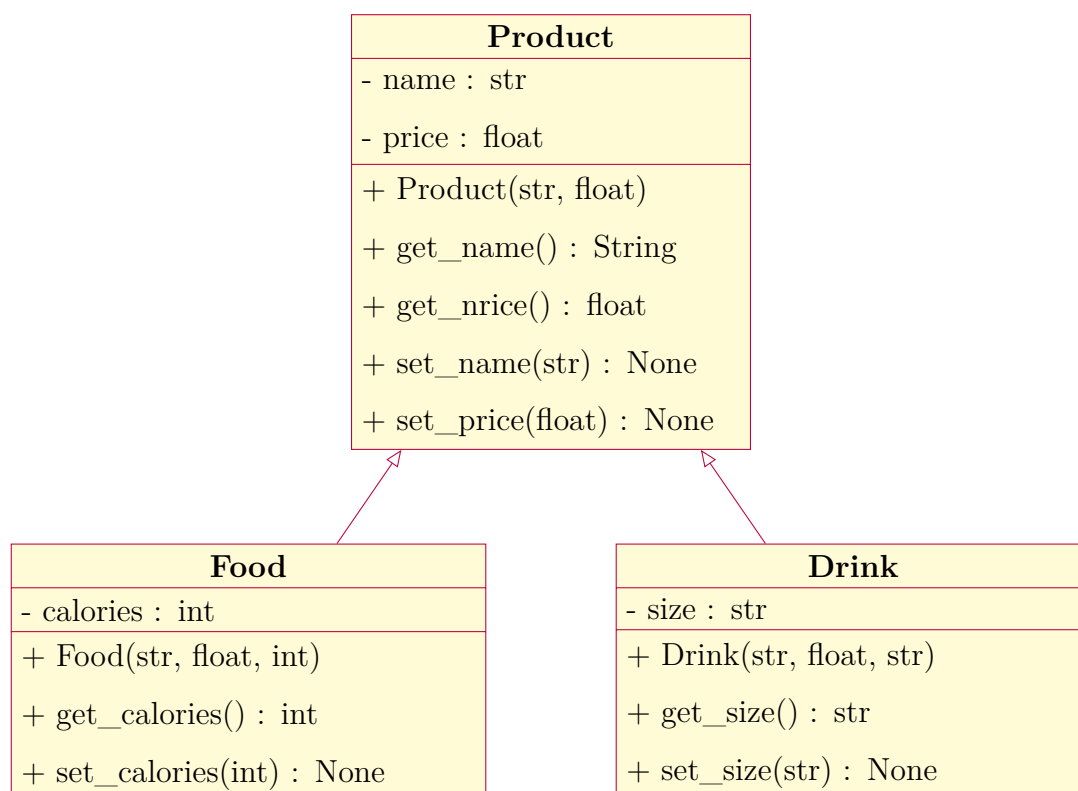 Product
- name : str
- price : float
+ Product(str, float)
+ get_name() : String
+ get_nrice() : float
+ set_name(str) : None
+ set_price(float) : None
Food
- calories : int
+ Food(str, float, int)
+ get_calories() : int
+ set_calories(int) : None
Drink
- size : str
+ Drink(str, float, str)
+ get_size() : str
+ set_size(str) : None